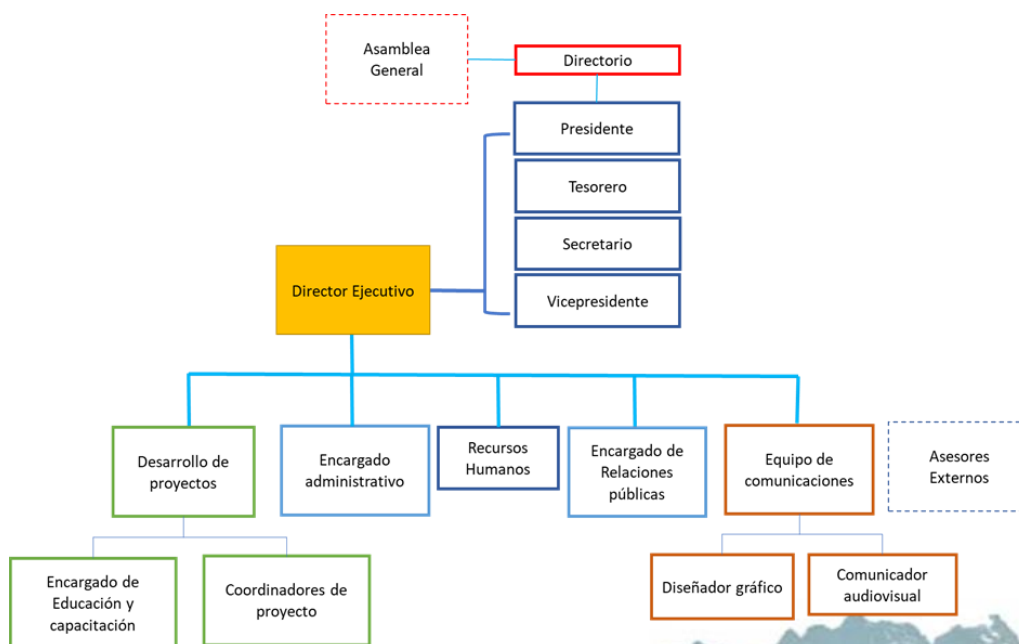 Asamblea
General
Directorio
Presidente
Tesorero
Secretario
Director Ejecutivo
Vicepresidente
Desarrollo de
proyectos
Encargado
administrativo
Recursos
Humanos
Encargado de
Relaciones
públicas
Equipo de
comunicaciones
Asesores
Externos
Encargado de
Educación y
capacitación
Coordinadores de
proyecto
Diseñador gráfico
Comunicador
audiovisual